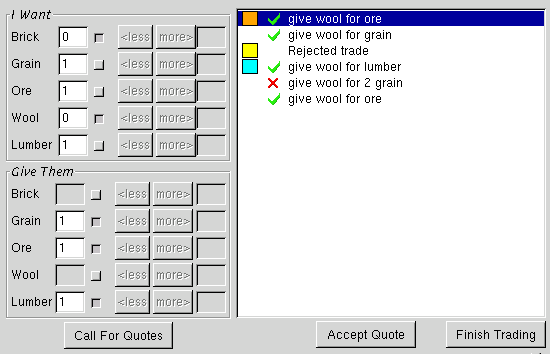 I Want
Brick 0 <less more>
Grain 1 <less more>
Ore 1 <less more>
Wool 0 <less more>
Lumber 1 <less more>
Give Them
Brick <less more>
Grain 1 <less more>
Ore 1 <less more>
Wool <less more>
Lumber 1 <less more>
Call For Quotes
give wool for ore
give wool for grain
Rejected trade
give wool for lumber
give wool for 2 grain
give wool for ore
Accept Quote Finish Trading